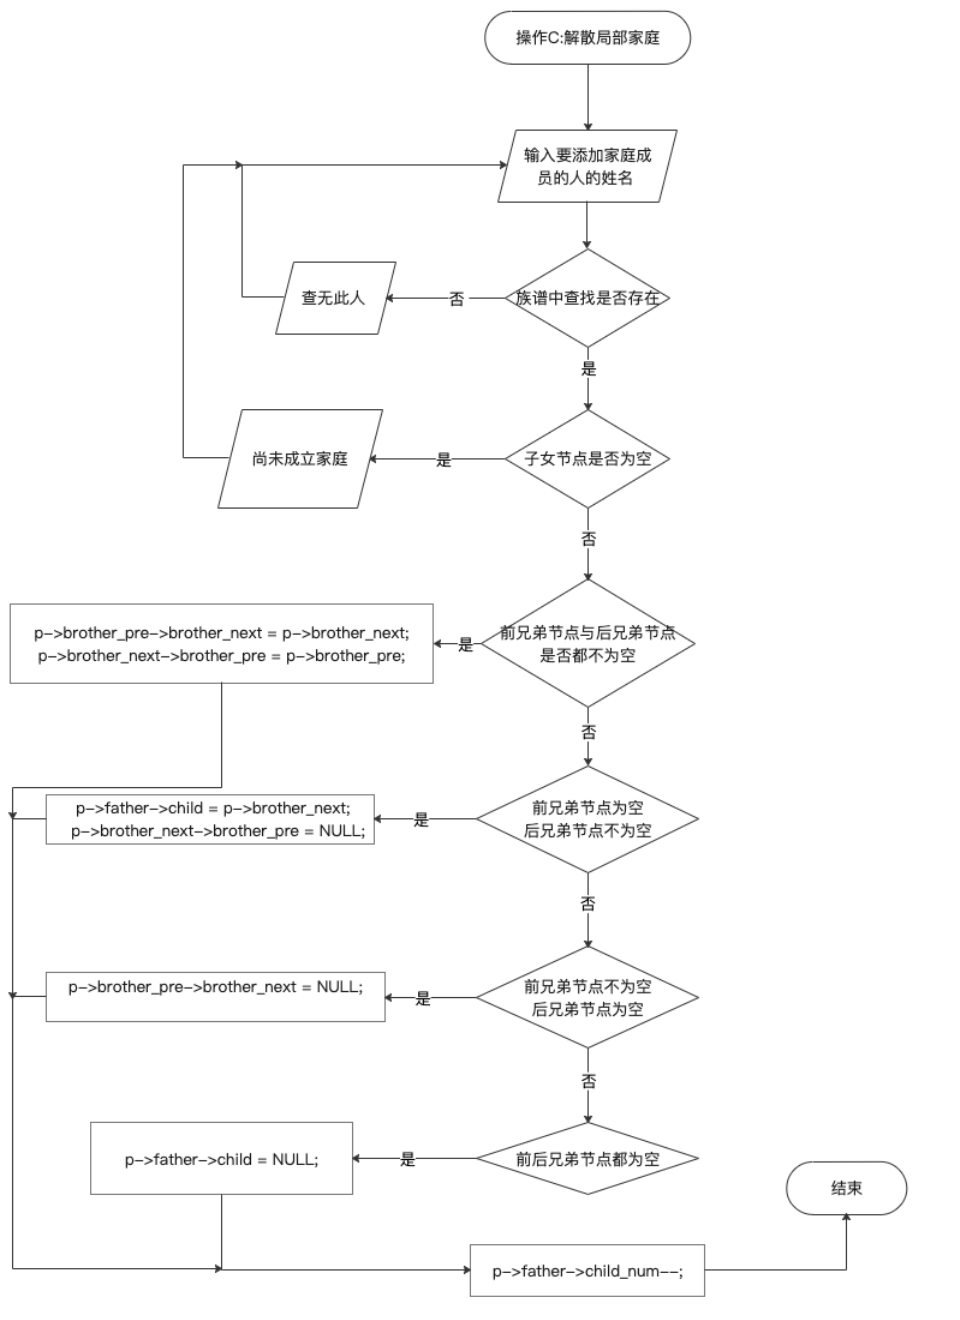 操作C:解散局部家庭
输入要添加家庭成
员的人的姓名
查无此人
否
族谱中查找是否存在
是
尚未成立家庭
是
子女节点是否为空
否
p->brother_pre->brother_next = p->brother_next;
p->brother_next->brother_pre = p->brother_pre;
是
前兄弟节点与后兄弟节点
是否都不为空
否
p->father->child = p->brother_next;
p->brother_next->brother_pre = NULL;
是
前兄弟节点为空
后兄弟节点不为空
否
p->brother_pre->brother_next = NULL;
是
前兄弟节点不为空
后兄弟节点为空
否
p->father->child = NULL;
是
前后兄弟节点都为空
结束
p->father->child_num--;